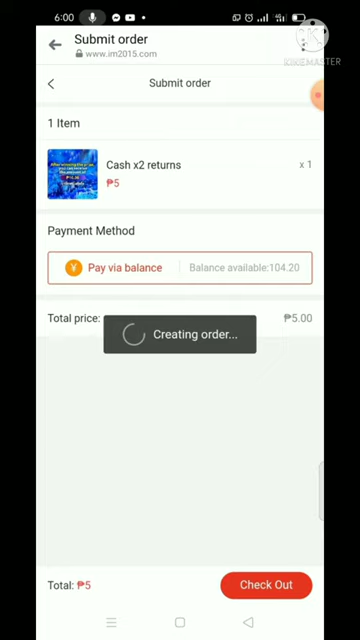 6:00
Submit order
www.im2015.com
KINEMASTER
Submit order
1 Item
Cash x2 returns
x 1
₱5
Payment Method
¥ Pay via balance
Balance available:104.20
Total price:
₱5.00
Creating order...
Total: ₱5
Check Out